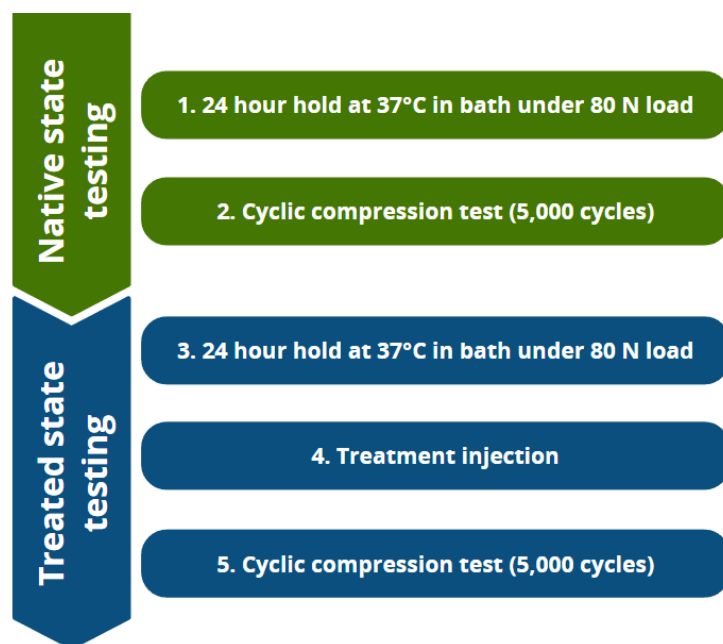 Native state
testing
1. 24 hour hold at 37°C in bath under 80 N load
2. Cyclic compression test (5,000 cycles)
Treated state
testing
3. 24 hour hold at 37°C in bath under 80 N load
4. Treatment injection
5. Cyclic compression test (5,000 cycles)